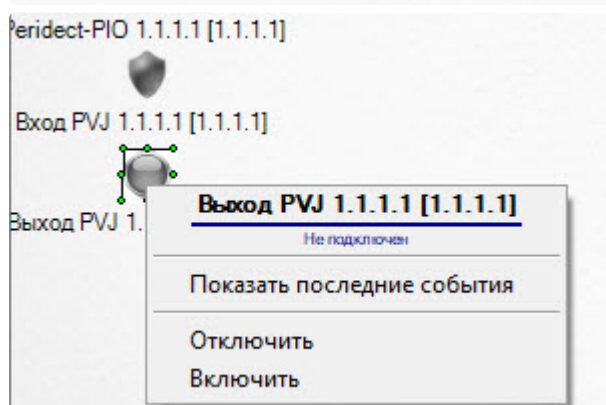 Peridect-PIO 1.1.1.1 [1.1.1.1]
Вход PVJ 1.1.1.1 [1.1.1.1]
Выход PVJ 1.
Выход PVJ 1.1.1.1 [1.1.1.1]
Не подключен
Показать последние события
Отключить
Включить